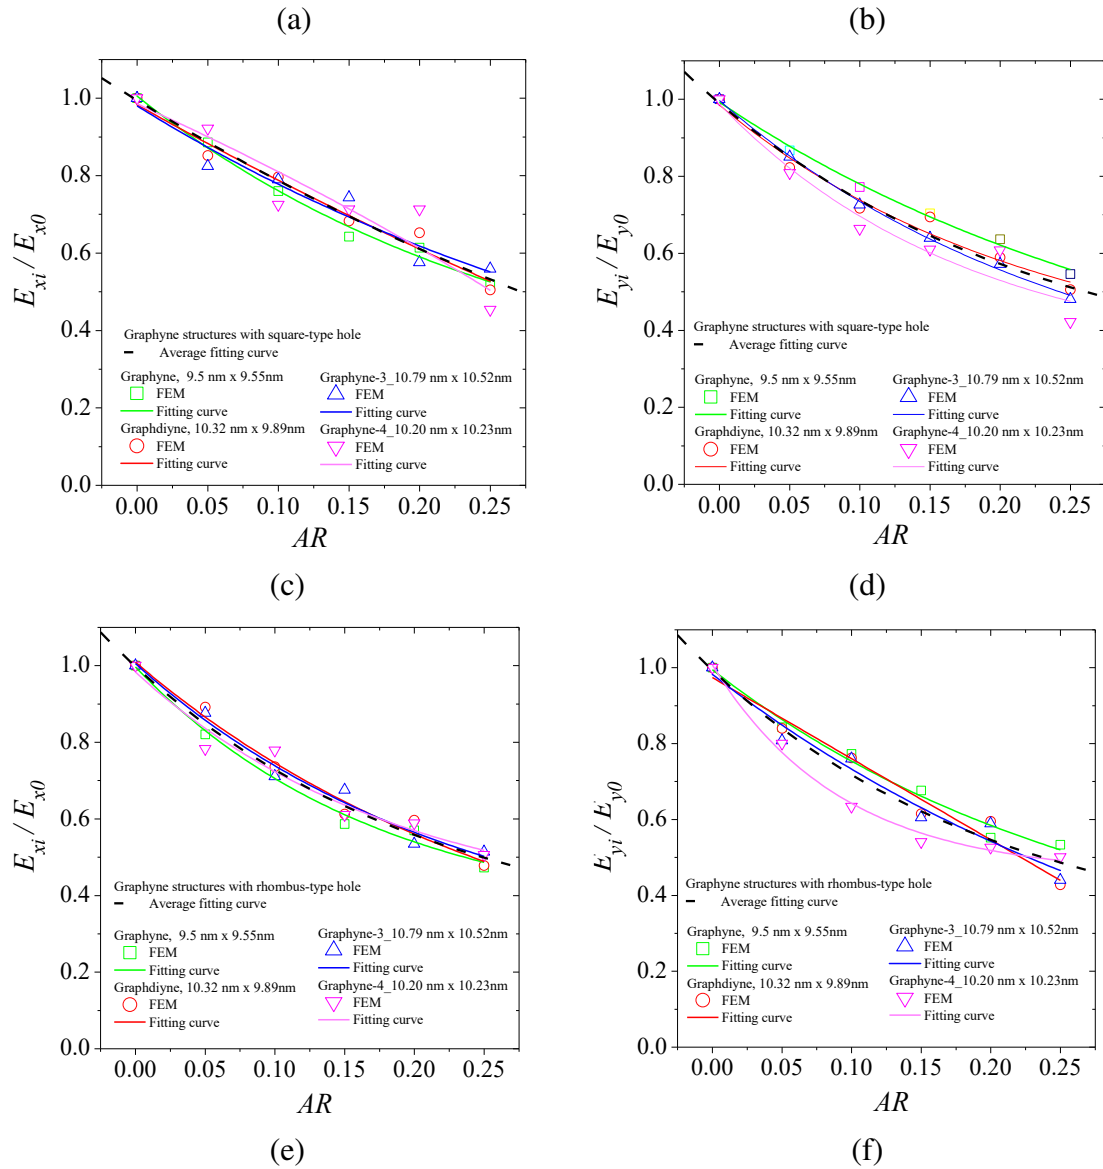 (a)
(b)
1.0
0.8
0.6
0.4
0.2
0.0
E_xi / E_x0
Graphyne structures with square-type hole
Average fitting curve
Graphyne, 9.5 nm x 9.55nm
FEM
Fitting curve
Graphdiyne, 10.32 nm x 9.89nm
FEM
Fitting curve
Graphyne-3_10.79 nm x 10.52nm
FEM
Fitting curve
Graphyne-4_10.20 nm x 10.23nm
FEM
Fitting curve
0.00 0.05 0.10 0.15 0.20 0.25
AR
1.0
0.8
0.6
0.4
0.2
0.0
E_yi / E_y0
Graphyne structures with square-type hole
Average fitting curve
Graphyne, 9.5 nm x 9.55nm
FEM
Fitting curve
Graphdiyne, 10.32 nm x 9.89nm
FEM
Fitting curve
Graphyne-3_10.79 nm x 10.52nm
FEM
Fitting curve
Graphyne-4_10.20 nm x 10.23nm
FEM
Fitting curve
0.00 0.05 0.10 0.15 0.20 0.25
AR
(c)
(d)
1.0
0.8
0.6
0.4
0.2
0.0
E_xi / E_x0
Graphyne structures with rhombus-type hole
Average fitting curve
Graphyne, 9.5 nm x 9.55nm
FEM
Fitting curve
Graphdiyne, 10.32 nm x 9.89nm
FEM
Fitting curve
Graphyne-3_10.79 nm x 10.52nm
FEM
Fitting curve
Graphyne-4_10.20 nm x 10.23nm
FEM
Fitting curve
0.00 0.05 0.10 0.15 0.20 0.25
AR
1.0
0.8
0.6
0.4
0.2
0.0
E_yi / E_y0
Graphyne structures with rhombus-type hole
Average fitting curve
Graphyne, 9.5 nm x 9.55nm
FEM
Fitting curve
Graphdiyne, 10.32 nm x 9.89nm
FEM
Fitting curve
Graphyne-3_10.79 nm x 10.52nm
FEM
Fitting curve
Graphyne-4_10.20 nm x 10.23nm
FEM
Fitting curve
0.00 0.05 0.10 0.15 0.20 0.25
AR
(e)
(f)